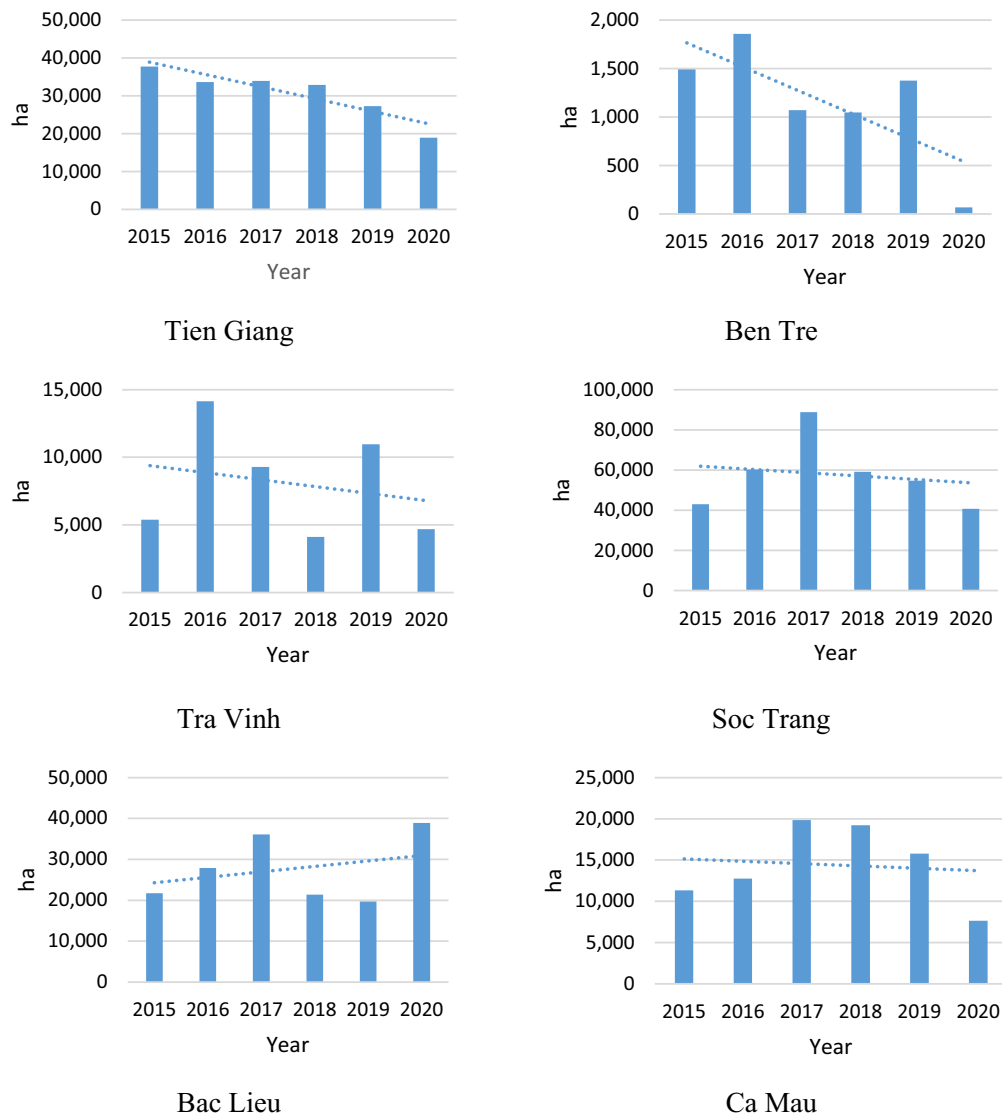 50,000
40,000
30,000
20,000
10,000
0
ha
2015 2016 2017 2018 2019 2020
Year
Tien Giang
2,000
1,500
1,000
500
0
ha
2015 2016 2017 2018 2019 2020
Year
Ben Tre
15,000
10,000
5,000
0
ha
2015 2016 2017 2018 2019 2020
Year
Tra Vinh
100,000
80,000
60,000
40,000
20,000
0
ha
2015 2016 2017 2018 2019 2020
Year
Soc Trang
50,000
40,000
30,000
20,000
10,000
0
ha
2015 2016 2017 2018 2019 2020
Year
Bac Lieu
25,000
20,000
15,000
10,000
5,000
0
ha
2015 2016 2017 2018 2019 2020
Year
Ca Mau